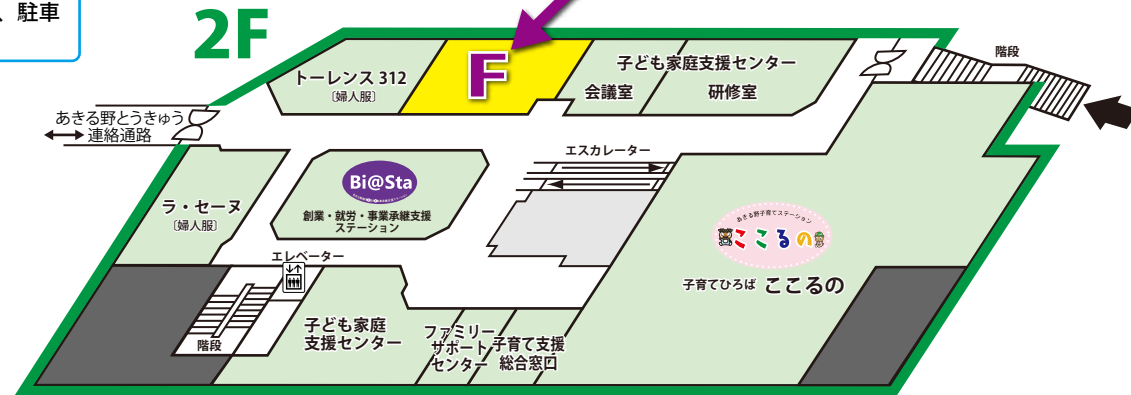 、駐車
2F
階段
トーレンス 312
〔婦人服〕
F
子ども家庭支援センター
会議室
研修室
あきる野とうきゅう
連絡通路
エスカレーター
Bi@Sta
創業・就労・事業承継支援
ステーション
ラ・セーヌ
〔婦人服〕
あきる野子育てステーション
こころの
子育てひろば こころの
エレベーター
階段
子ども家庭
支援センター
ファミリー
サポート
センター
子育て支援
総合窓口